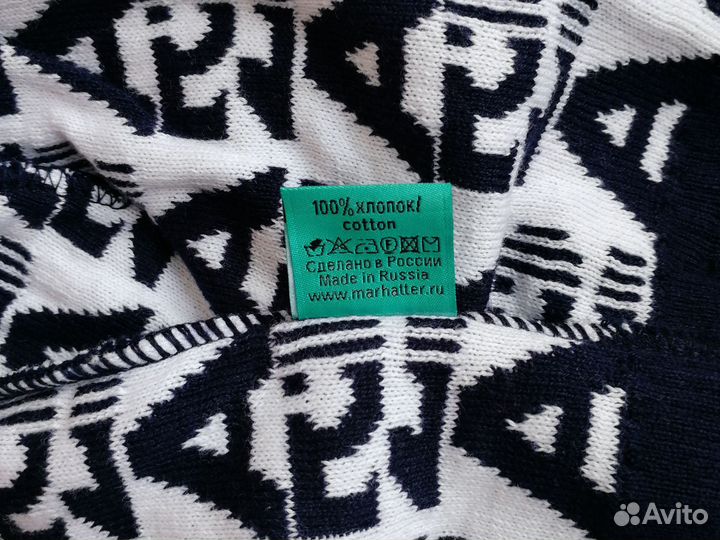 100%хлопок/
cotton
Сделано в России
Made in Russia
www.marhatter.ru
Avito